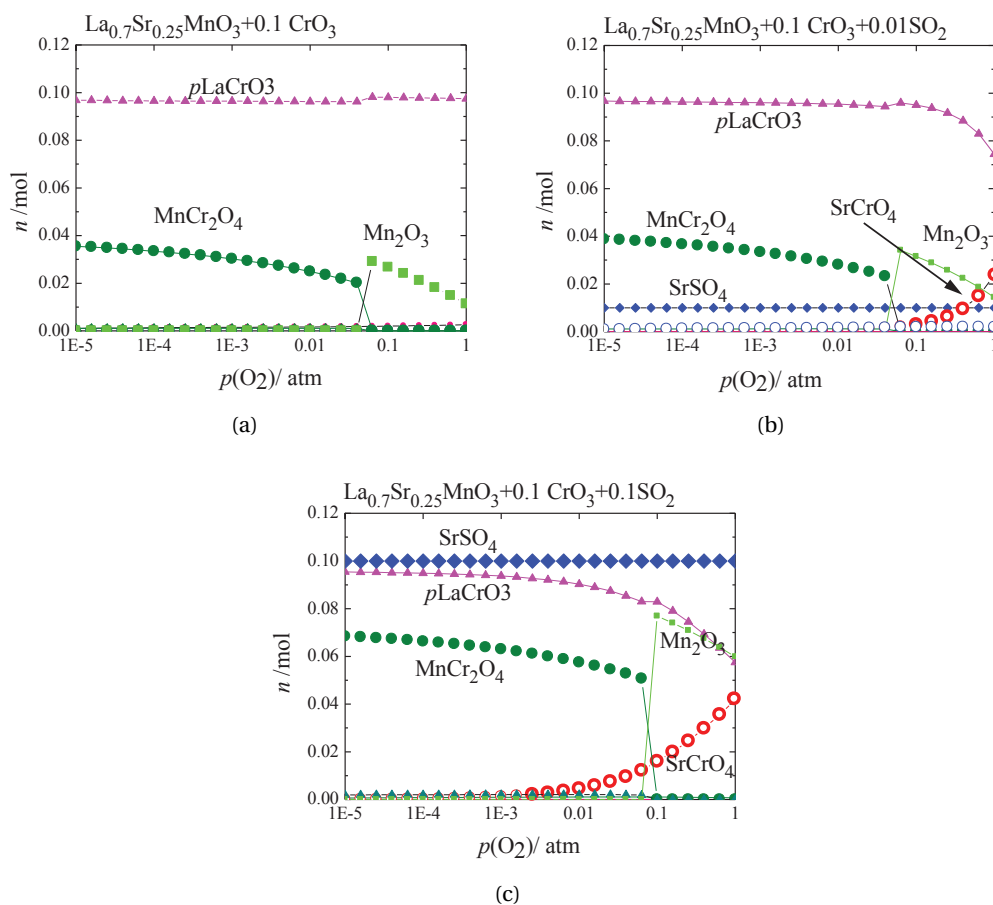 La0.7Sr0.25MnO3+0.1 CrO3
0.12
0.10
0.08
0.06
0.04
0.02
0.00
n /mol
pLaCrO3
MnCr2O4
Mn2O3
1E-5 1E-4 1E-3 0.01 0.1 1
p(O2)/ atm
(a)
La0.7Sr0.25MnO3+0.1 CrO3+0.01SO2
0.12
0.10
0.08
0.06
0.04
0.02
0.00
n /mol
pLaCrO3
SrCrO4
MnCr2O4
Mn2O3
SrSO4
1E-5 1E-4 1E-3 0.01 0.1 1
p(O2)/ atm
(b)
La0.7Sr0.25MnO3+0.1 CrO3+0.1SO2
0.12
0.10
0.08
0.06
0.04
0.02
0.00
n /mol
SrSO4
pLaCrO3
Mn2O3
MnCr2O4
SrCrO4
1E-5 1E-4 1E-3 0.01 0.1 1
p(O2)/ atm
(c)